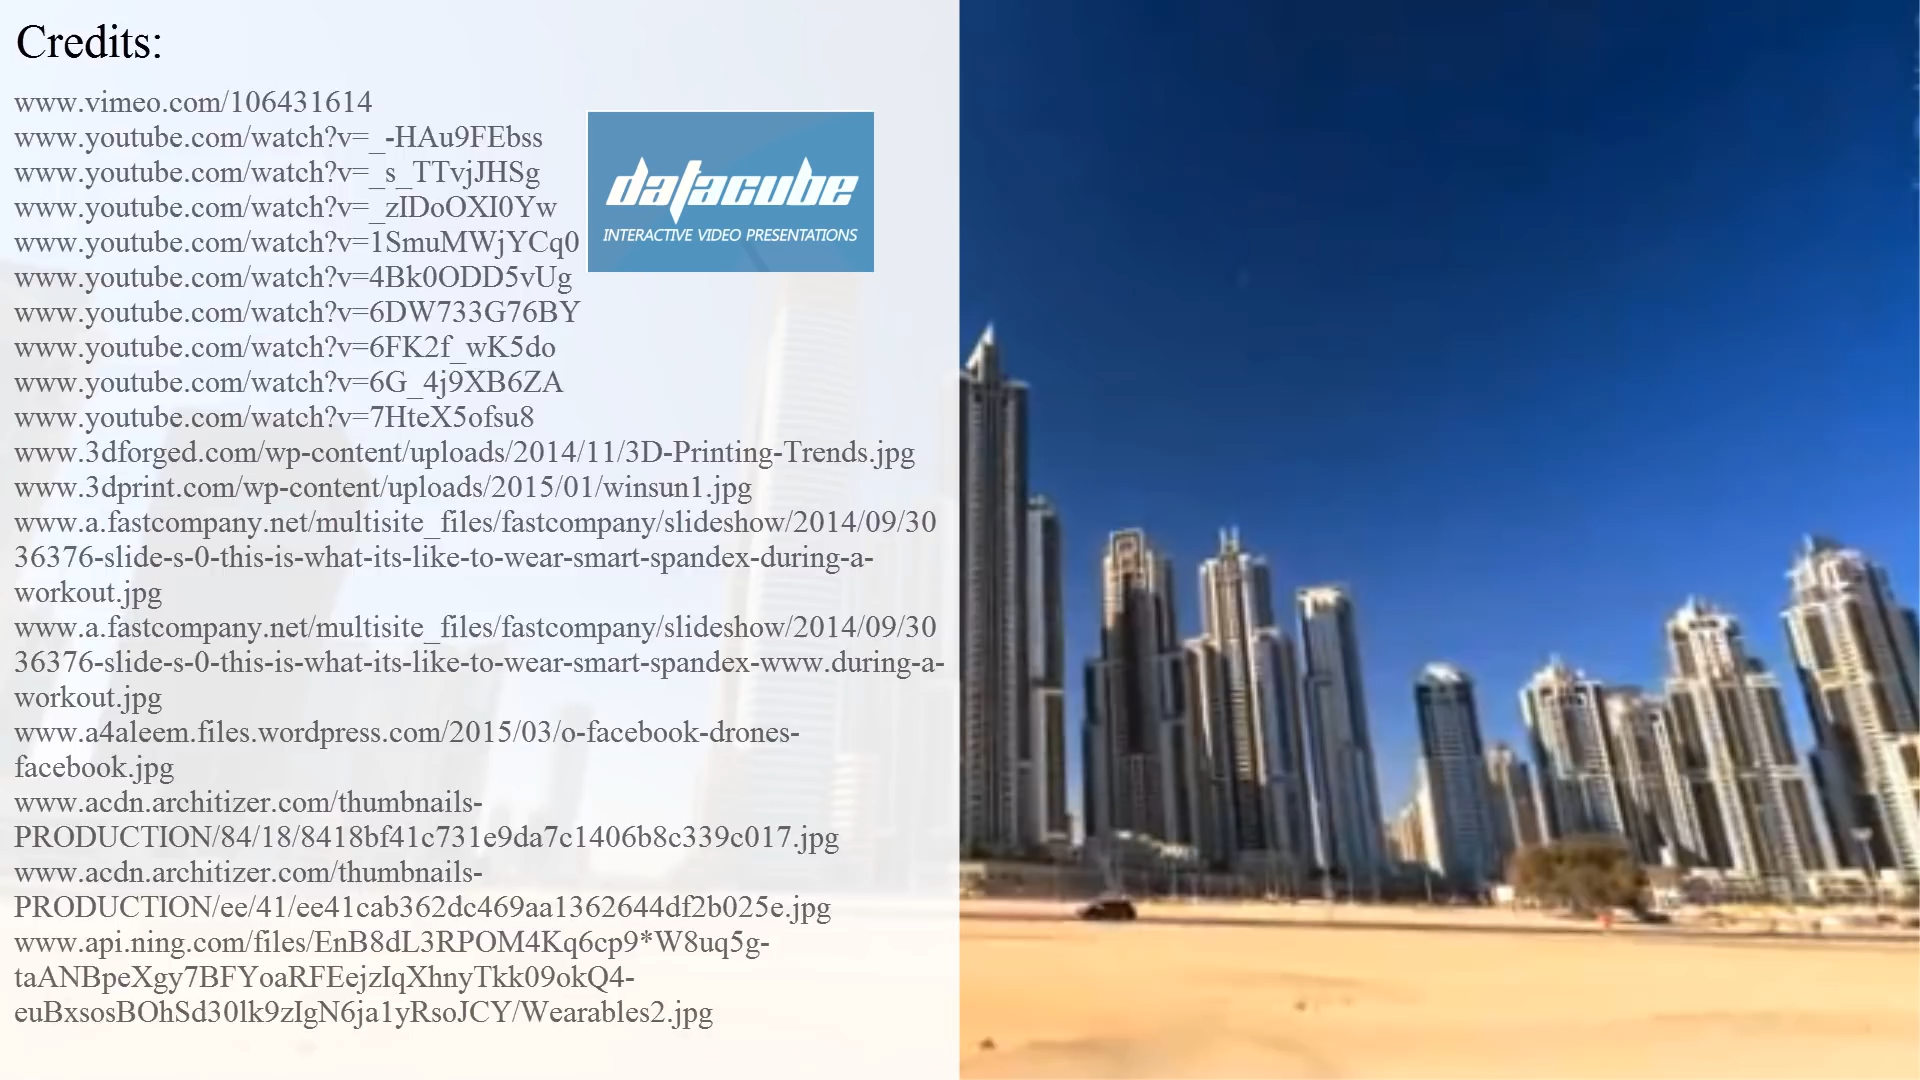 Credits:
www.vimeo.com/106431614
www.youtube.com/watch?v=_-HAu9FEbss
www.youtube.com/watch?v=_s_TTvjJHSg
www.youtube.com/watch?v=_zIDoOXI0Yw
www.youtube.com/watch?v=1SmuMWjYCq0
www.youtube.com/watch?v=4Bk0ODD5vUg
www.youtube.com/watch?v=6DW733G76BY
www.youtube.com/watch?v=6FK2f_wK5do
www.youtube.com/watch?v=6G_4j9XB6ZA
www.youtube.com/watch?v=7HteX5ofsu8
www.3dforged.com/wp-content/uploads/2014/11/3D-Printing-Trends.jpg
www.3dprint.com/wp-content/uploads/2015/01/winsun1.jpg
www.a.fastcompany.net/multisite_files/fastcompany/slideshow/2014/09/30
36376-slide-s-0-this-is-what-its-like-to-wear-smart-spandex-during-a-
workout.jpg
www.a.fastcompany.net/multisite_files/fastcompany/slideshow/2014/09/30
36376-slide-s-0-this-is-what-its-like-to-wear-smart-spandex-www.during-a-
workout.jpg
www.a4aleem.files.wordpress.com/2015/03/o-facebook-drones-
facebook.jpg
www.acdn.architizer.com/thumbnails-
PRODUCTION/84/18/8418bf41c731e9da7c1406b8c339c017.jpg
www.acdn.architizer.com/thumbnails-
PRODUCTION/ee/41/ee41cab362dc469aa1362644df2b025e.jpg
www.api.ning.com/files/EnB8dL3RPOM4Kq6cp9*W8uq5g-
taANBpeXgy7BFYoaRFEejzIqXhnyTkk09okQ4-
euBxsosBOhSd30lk9zIgN6ja1yRsoJCY/Wearables2.jpg
datacube
INTERACTIVE VIDEO PRESENTATIONS